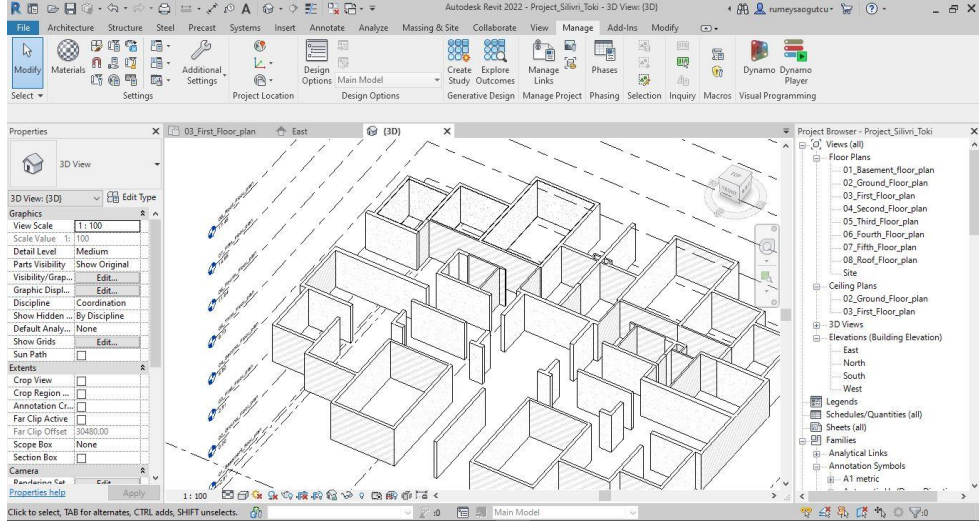 Autodesk Revit 2022 - Project_Silivri_Toki - 3D View: {3D}
rumeysaogutcu
File Architecture Structure Steel Precast Systems Insert Annotate Analyze Massing & Site Collaborate View Manage Add-Ins Modify
Modify Materials Additional Settings Design Options Main Model Create Study Explore Outcomes Manage Links Phases Dynamo Dynamo Player
Select Settings Project Location Design Options Generative Design Manage Project Phasing Selection Inquiry Macros Visual Programming
Properties
03_First_Floor_plan East {3D}
Project Browser - Project_Silivri_Toki
3D View
3D View: {3D} Edit Type
Graphics
View Scale 1 : 100
Scale Value 1: 100
Detail Level Medium
Parts Visibility Show Original
Visibility/Grap... Edit...
Graphic Displ... Edit...
Discipline Coordination
Show Hidden ... By Discipline
Default Analy... None
Show Grids Edit...
Sun Path
Extents
Crop View
Crop Region ...
Annotation Cr...
Far Clip Active
Far Clip Offset 30480.00
Scope Box None
Section Box
Camera
Rendering Set Edit
Properties help Apply
TOP
FRONT
Views (all)
Floor Plans
01_Basement_floor_plan
02_Ground_Floor_plan
03_First_Floor_plan
04_Second_Floor_plan
05_Third_Floor_plan
06_Fourth_Floor_plan
07_Fifth_Floor_plan
08_Roof_Floor_plan
Site
Ceiling Plans
02_Ground_Floor_plan
03_First_Floor_plan
3D Views
Elevations (Building Elevation)
East
North
South
West
Legends
Schedules/Quantities (all)
Sheets (all)
Families
Analytical Links
Annotation Symbols
A1 metric
1 : 100
Click to select, TAB for alternates, CTRL adds, SHIFT unselects.
:0 Main Model :0